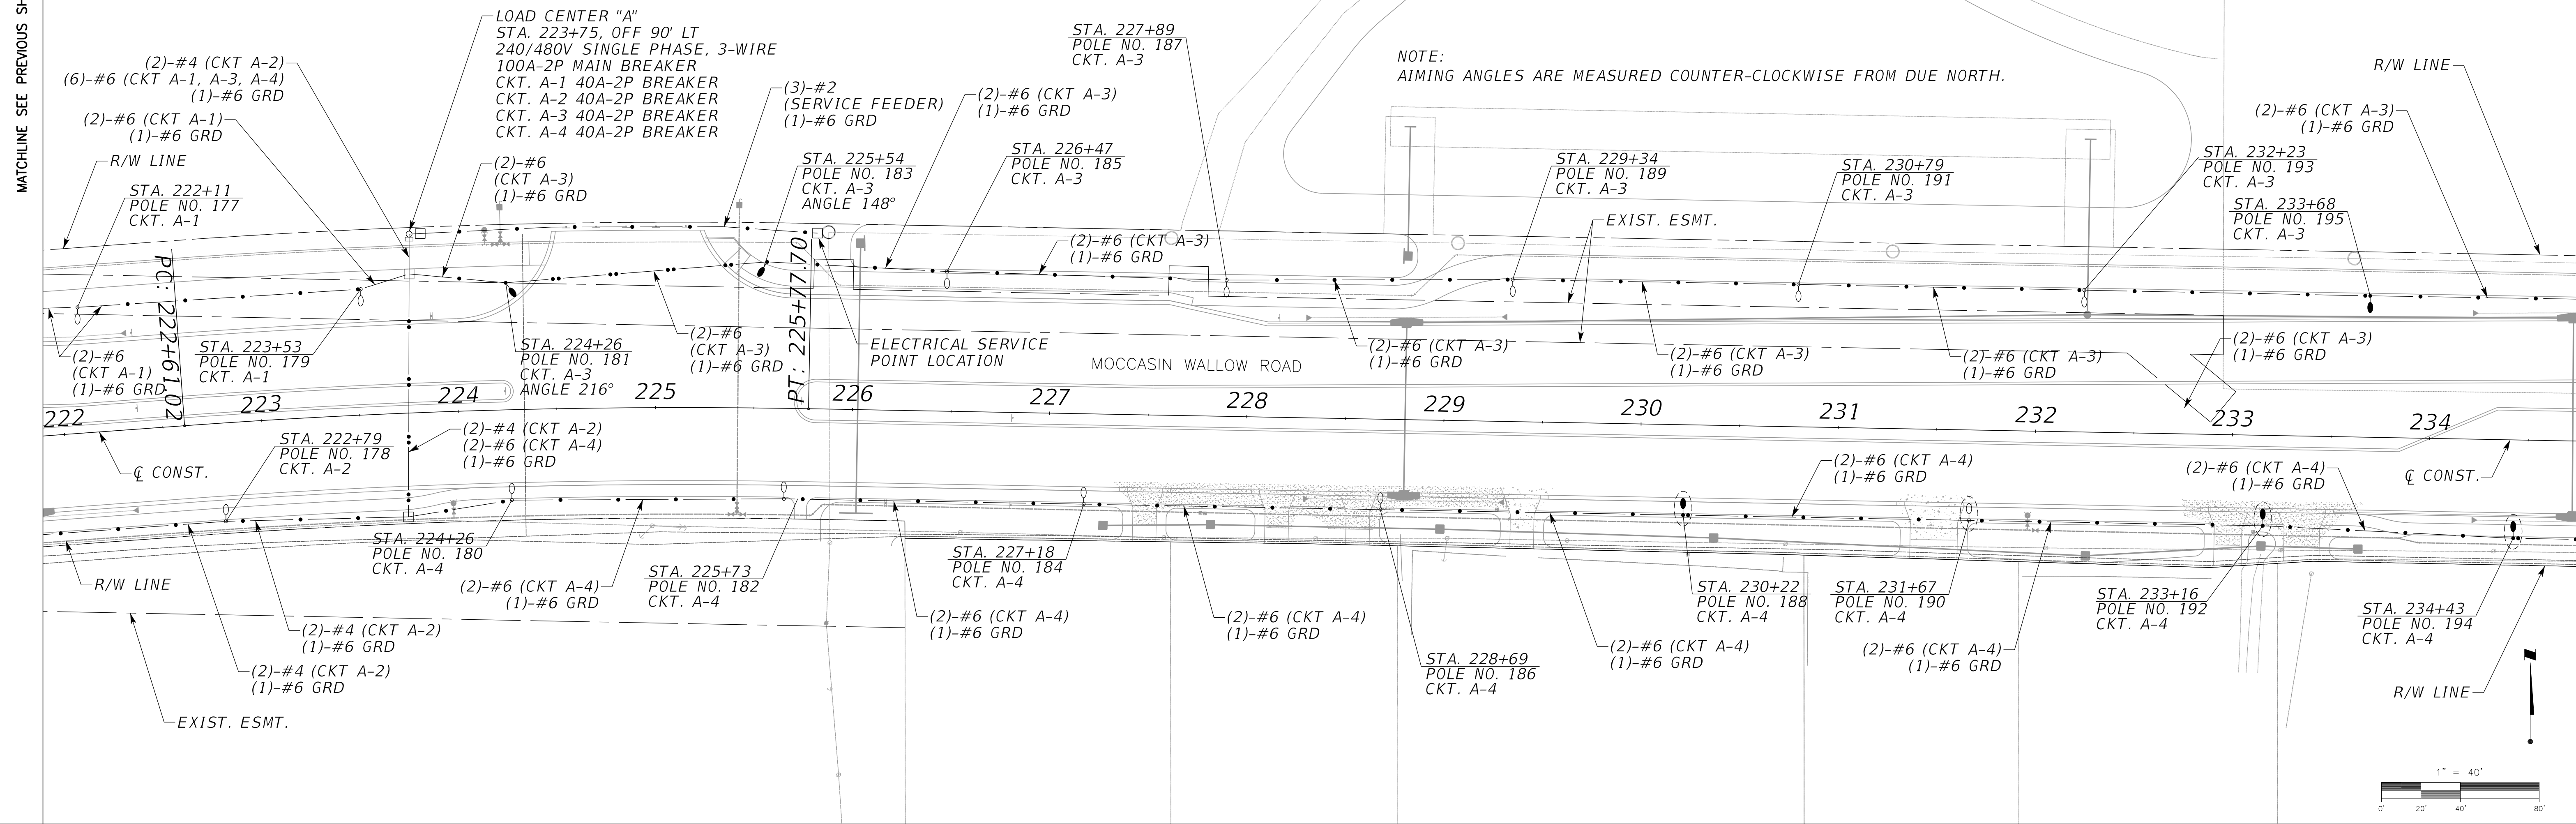 MATCHLINE SEE PREVIOUS SH
LOAD CENTER "A"
STA. 223+75, OFF 90' LT
240/480V SINGLE PHASE, 3-WIRE
100A-2P MAIN BREAKER
CKT. A-1 40A-2P BREAKER
CKT. A-2 40A-2P BREAKER
CKT. A-3 40A-2P BREAKER
CKT. A-4 40A-2P BREAKER
(2)-#4 (CKT A-2)
(6)-#6 (CKT A-1, A-3, A-4)
(1)-#6 GRD
(2)-#6 (CKT A-1)
(1)-#6 GRD
R/W LINE
STA. 222+11
POLE NO. 177
CKT. A-1
(2)-#6
(CKT A-3)
(1)-#6 GRD
(3)-#2
(SERVICE FEEDER)
(1)-#6 GRD
STA. 225+54
POLE NO. 183
CKT. A-3
ANGLE 148°
(2)-#6 (CKT A-3)
(1)-#6 GRD
STA. 226+47
POLE NO. 185
CKT. A-3
STA. 227+89
POLE NO. 187
CKT. A-3
NOTE:
AIMING ANGLES ARE MEASURED COUNTER-CLOCKWISE FROM DUE NORTH.
R/W LINE
(2)-#6 (CKT A-3)
(1)-#6 GRD
STA. 229+34
POLE NO. 189
CKT. A-3
STA. 230+79
POLE NO. 191
CKT. A-3
STA. 232+23
POLE NO. 193
CKT. A-3
STA. 233+68
POLE NO. 195
CKT. A-3
EXIST. ESMT.
(2)-#6 (CKT A-3)
(1)-#6 GRD
PC: 222+61.02
PT: 225+77.70
(2)-#6
(CKT A-1)
(1)-#6 GRD
STA. 223+53
POLE NO. 179
CKT. A-1
STA. 224+26
POLE NO. 181
CKT. A-3
ANGLE 216°
(2)-#6
(CKT A-3)
(1)-#6 GRD
ELECTRICAL SERVICE
POINT LOCATION
MOCCASIN WALLOW ROAD
(2)-#6 (CKT A-3)
(1)-#6 GRD
(2)-#6 (CKT A-3)
(1)-#6 GRD
(2)-#6 (CKT A-3)
(1)-#6 GRD
(2)-#6 (CKT A-3)
(1)-#6 GRD
222
223
224
225
226
227
228
229
230
231
232
233
234
℄ CONST.
STA. 222+79
POLE NO. 178
CKT. A-2
(2)-#4 (CKT A-2)
(2)-#6 (CKT A-4)
(1)-#6 GRD
(2)-#6 (CKT A-4)
(1)-#6 GRD
(2)-#6 (CKT A-4)
(1)-#6 GRD
℄ CONST.
R/W LINE
STA. 224+26
POLE NO. 180
CKT. A-4
(2)-#6 (CKT A-4)
(1)-#6 GRD
STA. 225+73
POLE NO. 182
CKT. A-4
STA. 227+18
POLE NO. 184
CKT. A-4
(2)-#6 (CKT A-4)
(1)-#6 GRD
(2)-#6 (CKT A-4)
(1)-#6 GRD
STA. 228+69
POLE NO. 186
CKT. A-4
(2)-#6 (CKT A-4)
(1)-#6 GRD
STA. 230+22
POLE NO. 188
CKT. A-4
STA. 231+67
POLE NO. 190
CKT. A-4
(2)-#6 (CKT A-4)
(1)-#6 GRD
STA. 233+16
POLE NO. 192
CKT. A-4
STA. 234+43
POLE NO. 194
CKT. A-4
(2)-#4 (CKT A-2)
(1)-#6 GRD
(2)-#4 (CKT A-2)
(1)-#6 GRD
EXIST. ESMT.
R/W LINE
1" = 40'
0' 20' 40' 80'